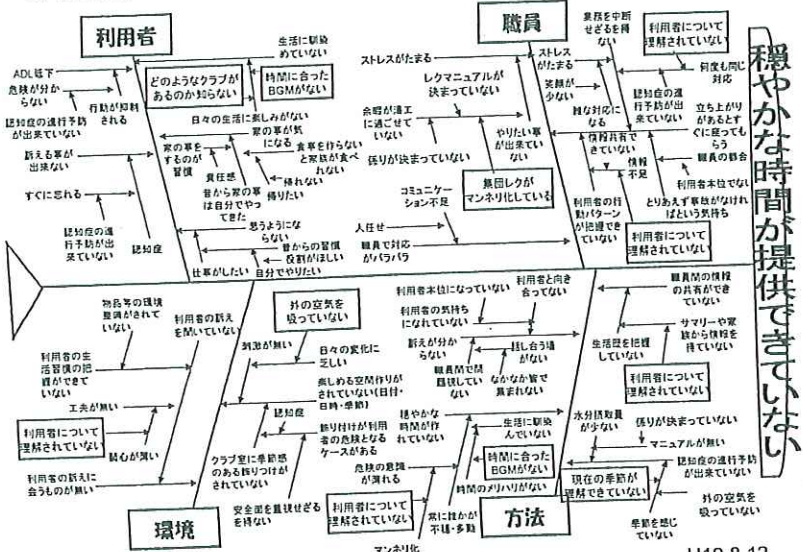 利用者
職員
環境
方法
穏やかな時間が提供できていない
生活に馴染
めていない
ADL低下
危険が分か
らない
行動が抑制
される
認知症の進行予防
が出来ていない
どのようなクラブが
あるのか知らない
時間に合った
BGMがない
日々の生活に楽しみがない
訴える事が
出来ない
家の事を
するのが
習慣
家の事が気
になる
食事を作らない
と家族が食べ
れない
責任感
帰れない
帰りたい
昔から家の事
は自分でやっ
てきた
すぐに忘れる
認知症の進
行予防が出
来ていない
認知症
思うようにな
らない
昔からの習慣
役割がほしい
仕事がしたい
自分でやりたい
ストレスがたまる
レクマニュアルが
決まっていない
余暇が有工
に過ごせて
いない
係りが決まっていない
やりたい事
が出来てい
ない
集団レクが
マンネリ化している
コミュニケー
ション不足
人任せ
職員で対応
がバラバラ
業務を中断
せざるを得
ない
利用者について
理解されていない
ストレス
がたまる
笑顔が
少ない
何度も同じ
対応
認知症の進行
予防が出来
ていない
雑な対応に
なる
立ち上がり
があるとす
ぐに座っても
らう
情報共有で
きていない
情報
不足
職員の都合
利用者本位でない
とりあえず事故がなけれ
ばという気持ち
利用者の行
動パターン
が把握でき
ていない
利用者について
理解されていない
物品等の環境
整備がされて
いない
利用者の訴え
を聞いていない
利用者の生
活習慣の把
握ができて
いない
工夫が無い
利用者について
理解されていない
関心が薄い
利用者の訴えに
会うものが無い
外の空気を
吸っていない
刺激が無い
日々の変化に
乏しい
楽しめる空間作りが
されていない(日付・
日時・季節)
認知症
飾り付けが利用
者の危険となる
ケースがある
クラブ室に季節感
のある飾りつけが
されていない
安全面を重視せざる
を得ない
利用者本位になっていない
利用者と向き
合ってない
利用者の気持ち
になれていない
訴えが分か
らない
話し合う場
がない
職員間で問
題視してい
ない
なかなか皆で
集まれない
穏やかな
時間が作
れていない
生活に馴染
んでいない
時間に合った
BGMがない
時間のメリハリがない
危険の意識
が薄れる
利用者について
理解されていない
常に誰かが
不穏・多動
マンネリ化
職員間の情報
の共有ができ
ていない
サマリーや家
族から情報を
得ていない
生活歴を把握
していない
利用者について
理解されていない
水分摂取量
が少ない
係りが決まっていない
マニュアルが無い
現在の季節が
理解できていない
認知症の進行予防
が出来ていない
外の空気を
吸っていない
季節を感じ
ていない
H19.8.13